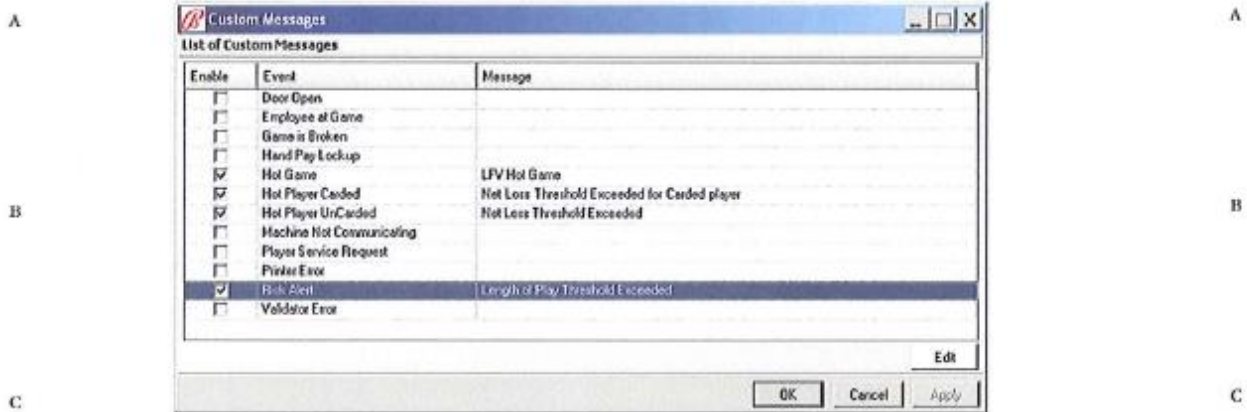 A A
Custom Messages
List of Custom Messages
Enable Event Message
Door Open
Employee at Game
Game is Broken
Hand Pay Lockup
Hot Game LFV Hot Game
Hot Player Carded Net Loss Threshold Exceeded for Carded player
B B
Hot Player UnCarded Net Loss Threshold Exceeded
Machine Not Communicating
Player Service Request
Printer Error
Risk Alert Length of Play Threshold Exceeded
Validator Error
Edit
OK Cancel Apply
C C